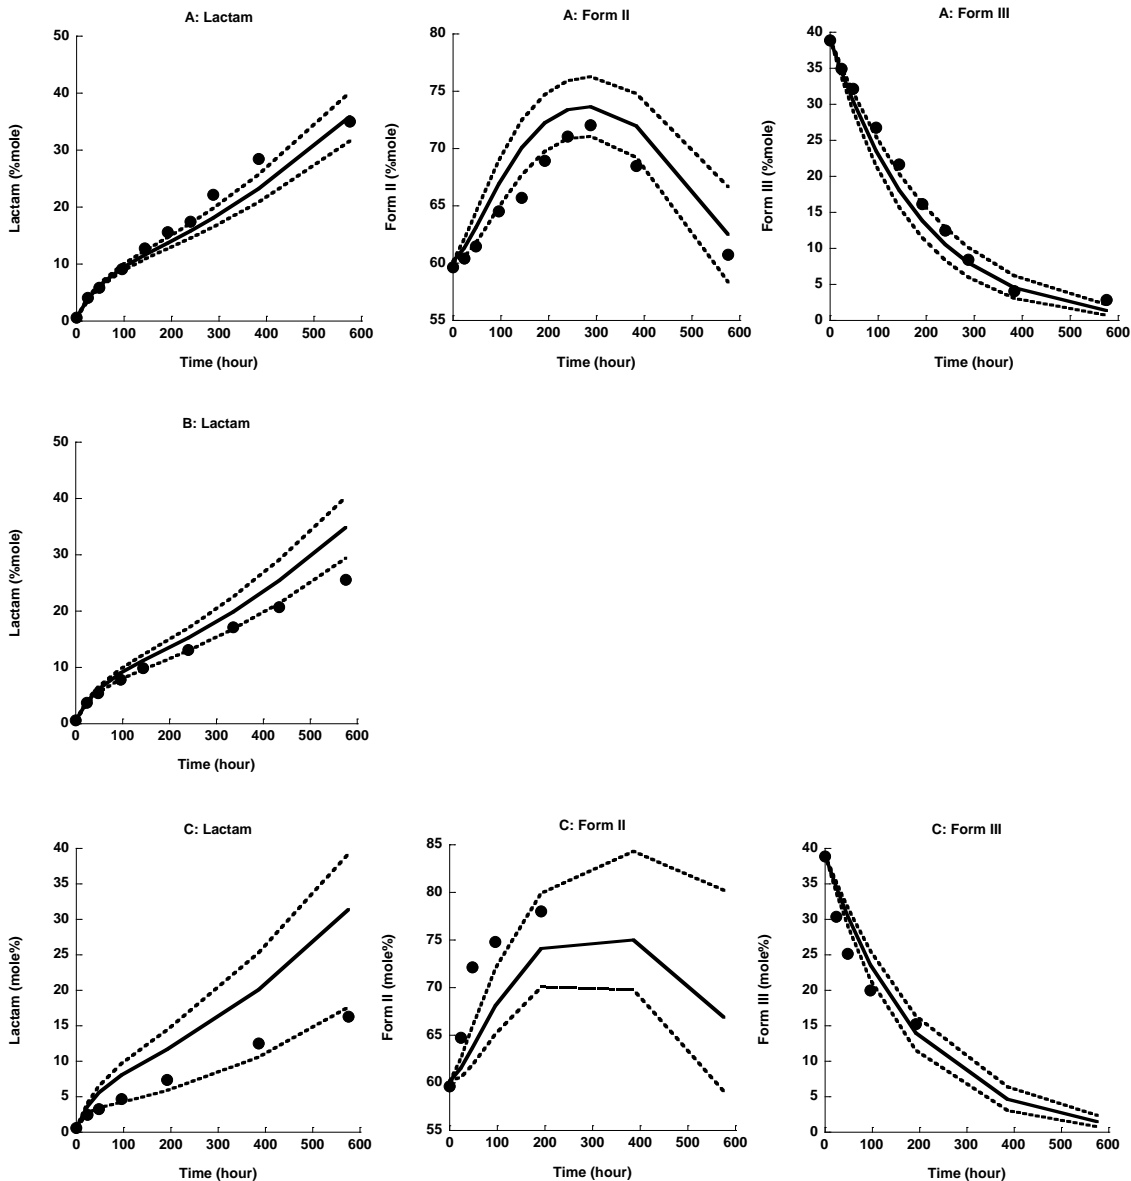 A: Lactam
50
40
30
20
10
0
Lactam (%mole)
0 100 200 300 400 500 600
Time (hour)
A: Form II
80
75
70
65
60
55
Form II (%mole)
0 100 200 300 400 500 600
Time (hour)
A: Form III
40
35
30
25
20
15
10
5
0
Form III (%mole)
0 100 200 300 400 500 600
Time (hour)
B: Lactam
50
40
30
20
10
0
Lactam (%mole)
0 100 200 300 400 500 600
Time (hour)
C: Lactam
40
35
30
25
20
15
10
5
0
Lactam (mole%)
0 100 200 300 400 500 600
Time (hour)
C: Form II
85
80
75
70
65
60
55
Form II (mole%)
0 100 200 300 400 500 600
Time (hour)
C: Form III
40
35
30
25
20
15
10
5
0
Form III (mole%)
0 100 200 300 400 500 600
Time (hour)